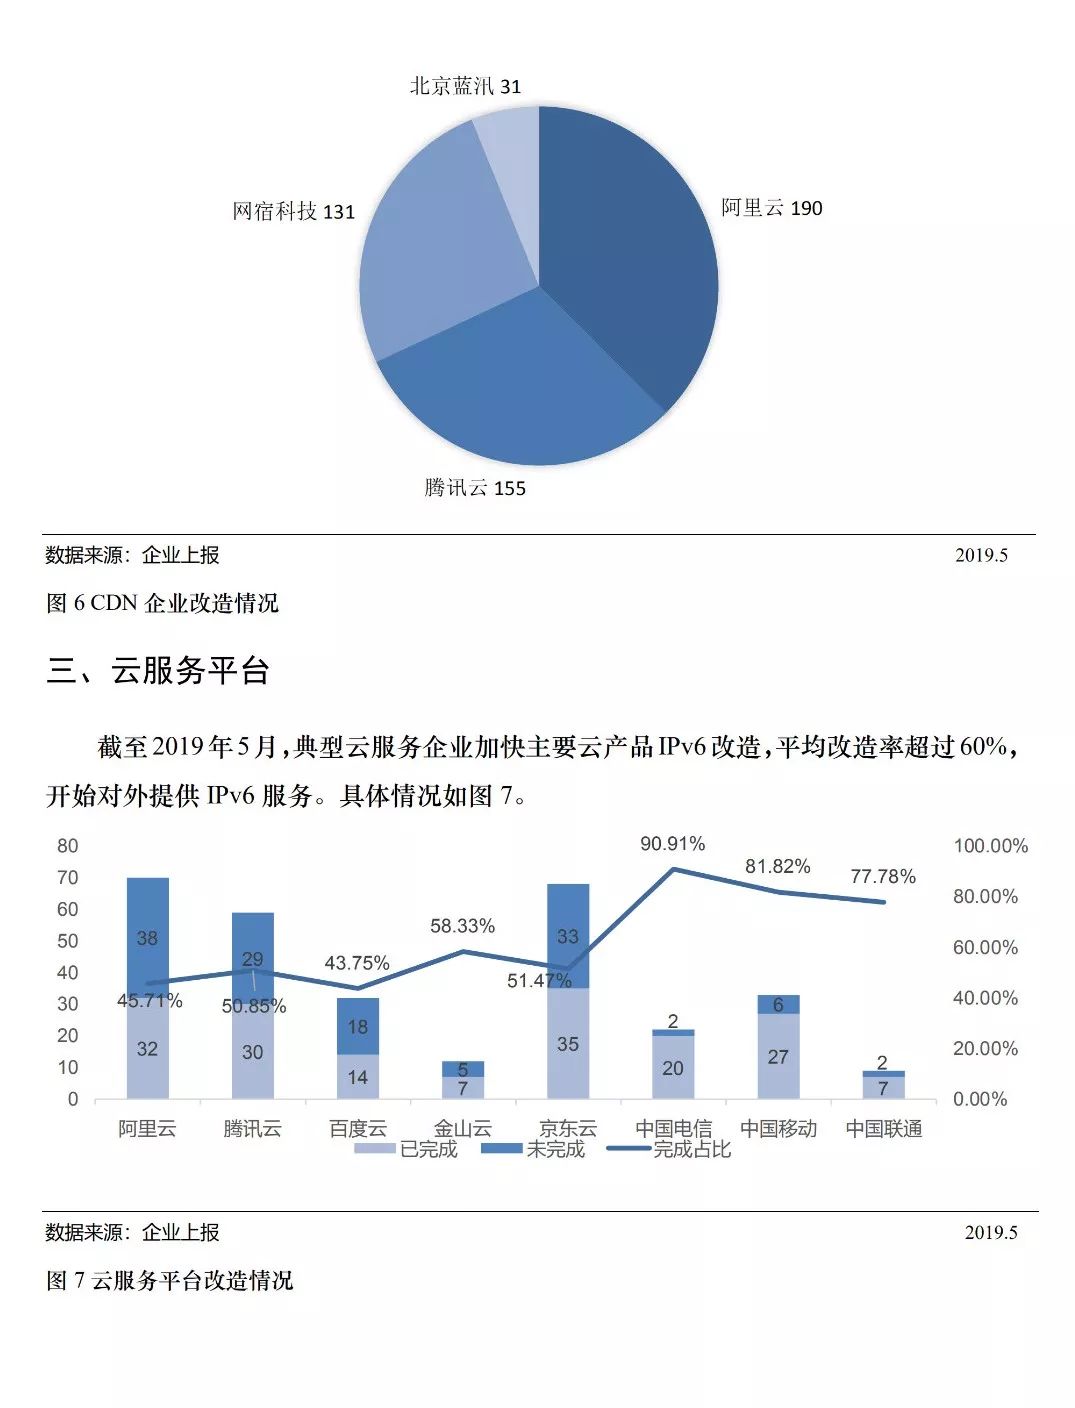 北京蓝汛 31
网宿科技 131
阿里云 190
腾讯云 155
数据来源：企业上报 2019.5
图 6 CDN 企业改造情况
三、云服务平台
截至 2019 年 5 月，典型云服务企业加快主要云产品 IPv6 改造，平均改造率超过 60%，
开始对外提供 IPv6 服务。具体情况如图 7。
80 90.91% 100.00%
70 81.82% 77.78%
60 80.00%
50 58.33% 60.00%
40 38 29 43.75% 33
30 45.71% 50.85% 51.47% 40.00%
20 18 2 6 20.00%
10 32 30 14 5 35 20 27 2
0 7 7 0.00%
阿里云 腾讯云 百度云 金山云 京东云 中国电信 中国移动 中国联通
已完成 未完成 完成占比
数据来源：企业上报 2019.5
图 7 云服务平台改造情况